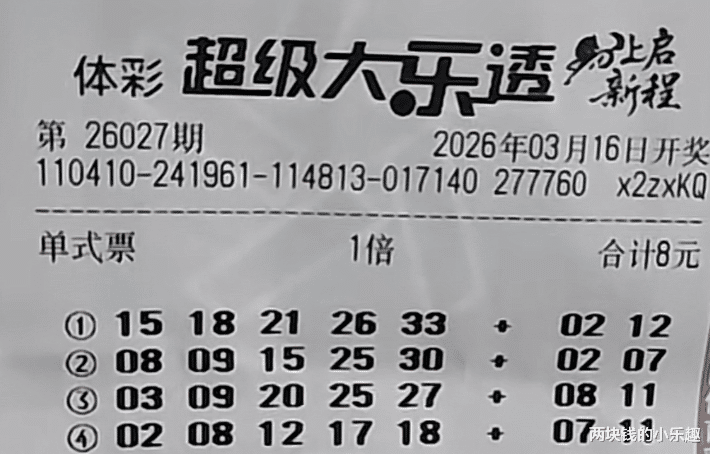 体彩 超级大乐透 马上启新程
第 26027期 2026年03月16日开奖
110410-241961-114813-017140 277760 x2zxKQ
单式票 1倍 合计8元
① 15 18 21 26 33 + 02 12
② 08 09 15 25 30 + 02 07
③ 03 09 20 25 27 + 08 11
④ 02 08 12 17 18 + 07 11
两块钱的小乐趣